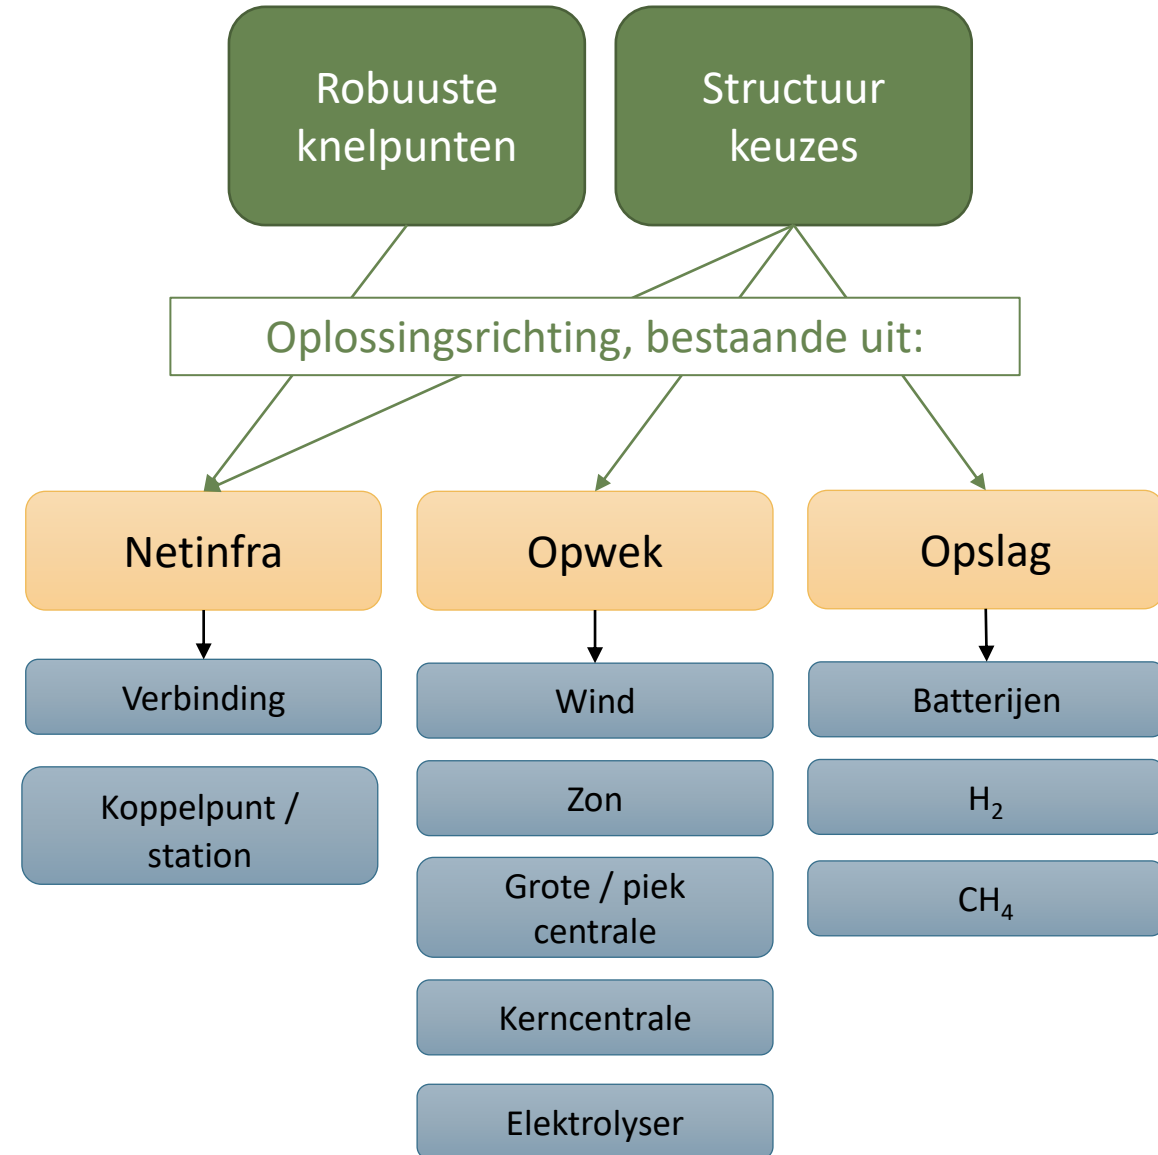 Robuuste
knelpunten
Structuur
keuzes
Oplossingsrichting, bestaande uit:
Netinfra
Verbinding
Koppelpunt /
station
Opwek
Wind
Zon
Grote / piek
centrale
Kerncentrale
Elektrolyser
Opslag
Batterijen
H₂
CH₄